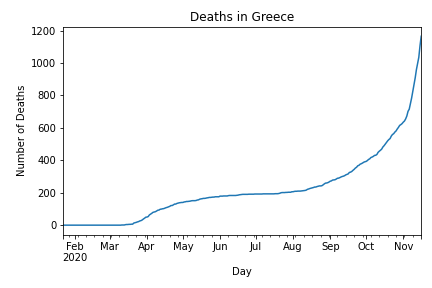 Deaths in Greece
1200
1000
800
600
400
200
0
Number of Deaths
Feb Mar Apr May Jun Jul Aug Sep Oct Nov
2020
Day